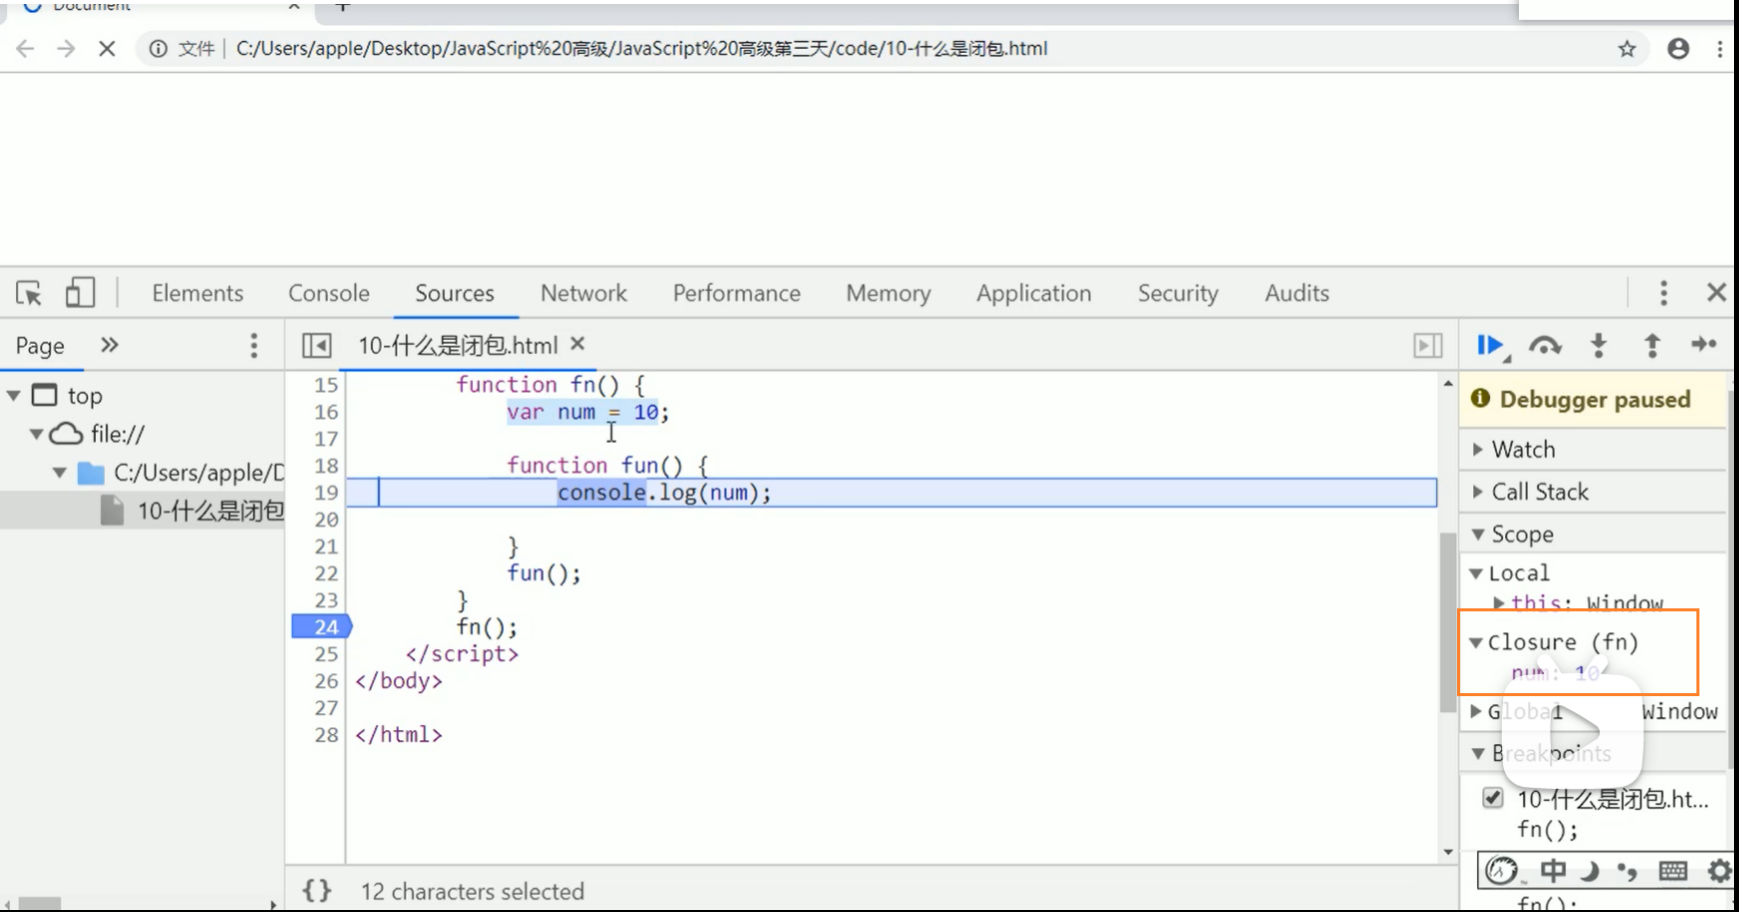 Document
文件 C:/Users/apple/Desktop/JavaScript%20高级/JavaScript%20高级第三天/code/10-什么是闭包.html
Elements Console Sources Network Performance Memory Application Security Audits
Page
10-什么是闭包.html
top
file://
C:/Users/apple/D
10-什么是闭包
15 function fn() {
16 var num = 10;
17
18 function fun() {
19 console.log(num);
20
21 }
22 fun();
23 }
24 fn();
25 </script>
26 </body>
27
28 </html>
{} 12 characters selected
Debugger paused
Watch
Call Stack
Scope
Local
this: Window
Closure (fn)
num: 10
Global Window
Breakpoints
10-什么是闭包.ht...
fn();
中
fn();